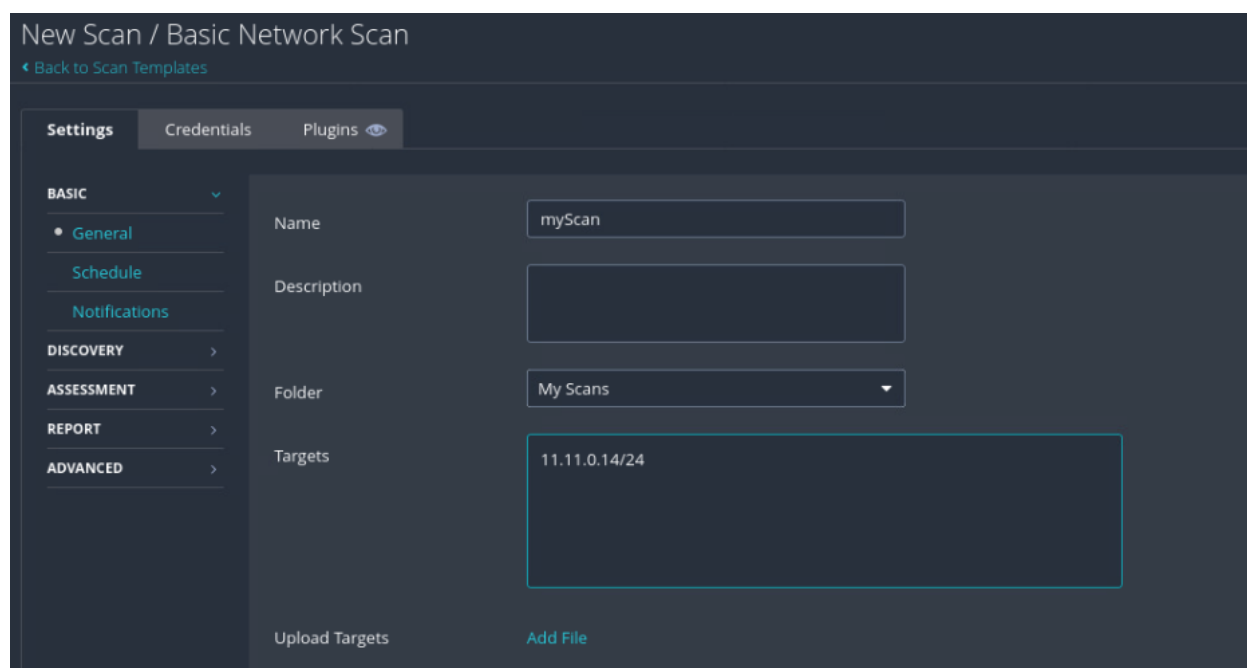 New Scan / Basic Network Scan
Back to Scan Templates
Settings
Credentials
Plugins
BASIC
General
Schedule
Notifications
DISCOVERY
ASSESSMENT
REPORT
ADVANCED
Name
myScan
Description
Folder
My Scans
Targets
11.11.0.14/24
Upload Targets
Add File